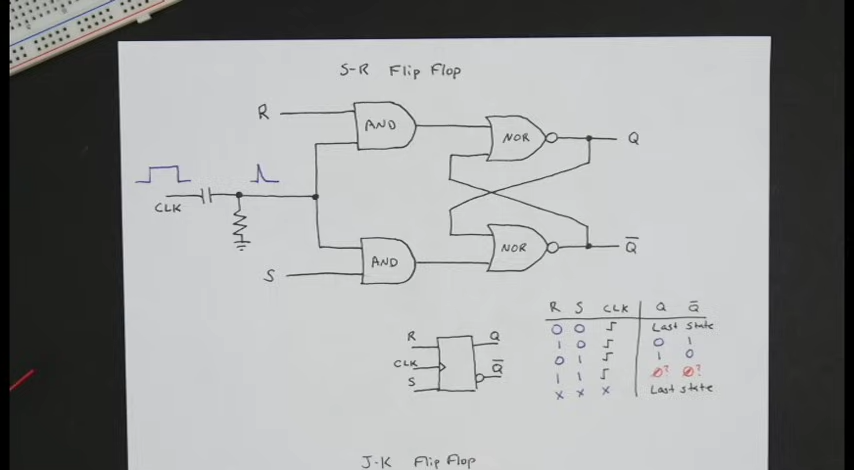 S-R Flip Flop
R
AND
NOR
Q
CLK
S
AND
NOR
Q̅
R
CLK
S
Q
Q̅
R S CLK Q Q̅
0 0 Last state
1 0 0 1
0 1 1 0
1 1 0? 0?
X X X Last state
J-K Flip Flop